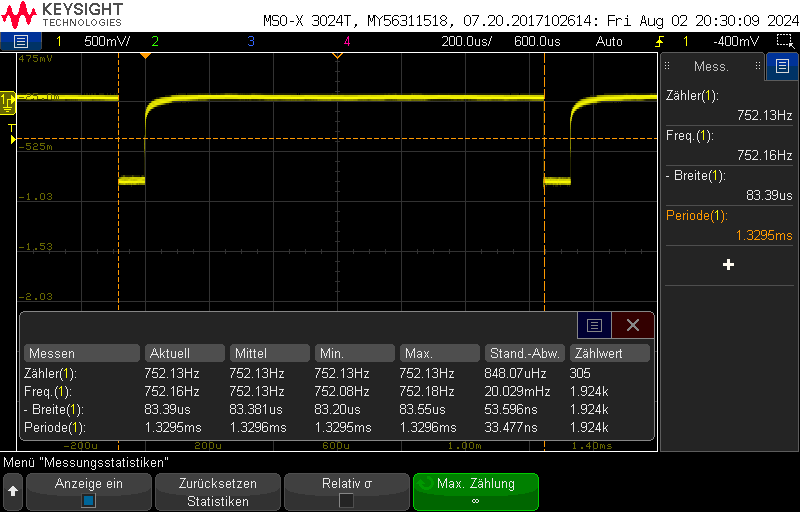 KEYSIGHT
TECHNOLOGIES
MSO-X 3024T, MY56311518, 07.20.2017102614: Fri Aug 02 20:30:09 2024
1 500mV/ 2 3 4 200.0us/ 600.0us Auto 1 -400mV
475mV
-25.0m
-525m
-1.03
-1.53
-2.03
1
T
Mess.
Zähler(1):
752.13Hz
Freq.(1):
752.16Hz
- Breite(1):
83.39us
Periode(1):
1.3295ms
Messen Aktuell Mittel Min. Max. Stand.-Abw. Zählwert
Zähler(1): 752.13Hz 752.13Hz 752.13Hz 752.13Hz 848.07uHz 305
Freq.(1): 752.16Hz 752.13Hz 752.08Hz 752.18Hz 20.029mHz 1.924k
- Breite(1): 83.39us 83.381us 83.20us 83.55us 53.596ns 1.924k
Periode(1): 1.3295ms 1.3296ms 1.3295ms 1.3296ms 33.477ns 1.924k
-200u 200u 600u 1.00m 1.40ms
Menü "Messungsstatistiken"
Anzeige ein
Zurücksetzen
Statistiken
Relativ σ
Max. Zählung
∞